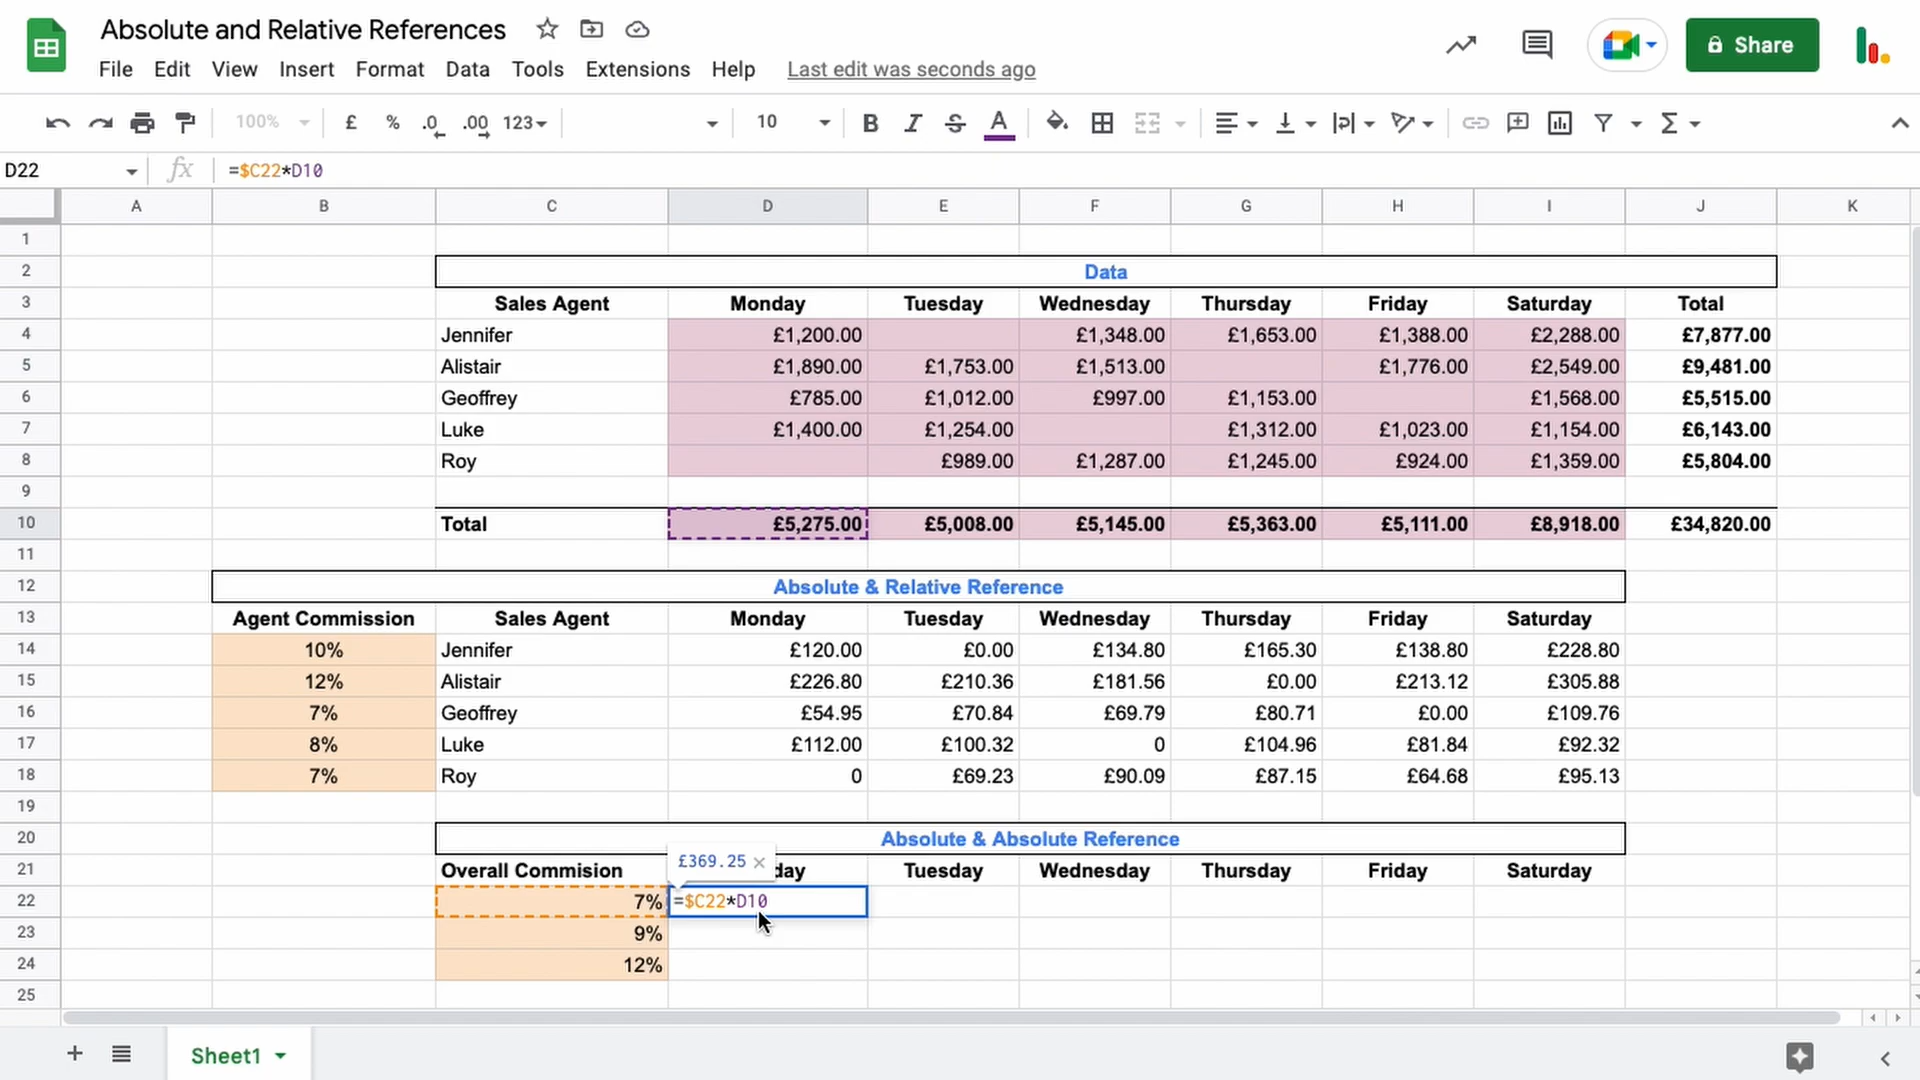 Absolute and Relative References
File Edit View Insert Format Data Tools Extensions Help Last edit was seconds ago
Share
100% £ % .0 .00 123 10 B I S A
D22 fx =$C22*D10
A B C D E F G H I J K
1
2 Data
3 Sales Agent Monday Tuesday Wednesday Thursday Friday Saturday Total
4 Jennifer £1,200.00 £1,348.00 £1,653.00 £1,388.00 £2,288.00 £7,877.00
5 Alistair £1,890.00 £1,753.00 £1,513.00 £1,776.00 £2,549.00 £9,481.00
6 Geoffrey £785.00 £1,012.00 £997.00 £1,153.00 £1,568.00 £5,515.00
7 Luke £1,400.00 £1,254.00 £1,312.00 £1,023.00 £1,154.00 £6,143.00
8 Roy £989.00 £1,287.00 £1,245.00 £924.00 £1,359.00 £5,804.00
9
10 Total £5,275.00 £5,008.00 £5,145.00 £5,363.00 £5,111.00 £8,918.00 £34,820.00
11
12 Absolute & Relative Reference
13 Agent Commission Sales Agent Monday Tuesday Wednesday Thursday Friday Saturday
14 10% Jennifer £120.00 £0.00 £134.80 £165.30 £138.80 £228.80
15 12% Alistair £226.80 £210.36 £181.56 £0.00 £213.12 £305.88
16 7% Geoffrey £54.95 £70.84 £69.79 £80.71 £0.00 £109.76
17 8% Luke £112.00 £100.32 0 £104.96 £81.84 £92.32
18 7% Roy 0 £69.23 £90.09 £87.15 £64.68 £95.13
19
20 Absolute & Absolute Reference
£369.25 ×
21 Overall Commision day Tuesday Wednesday Thursday Friday Saturday
22 7% =$C22*D10
23 9%
24 12%
25
Sheet1